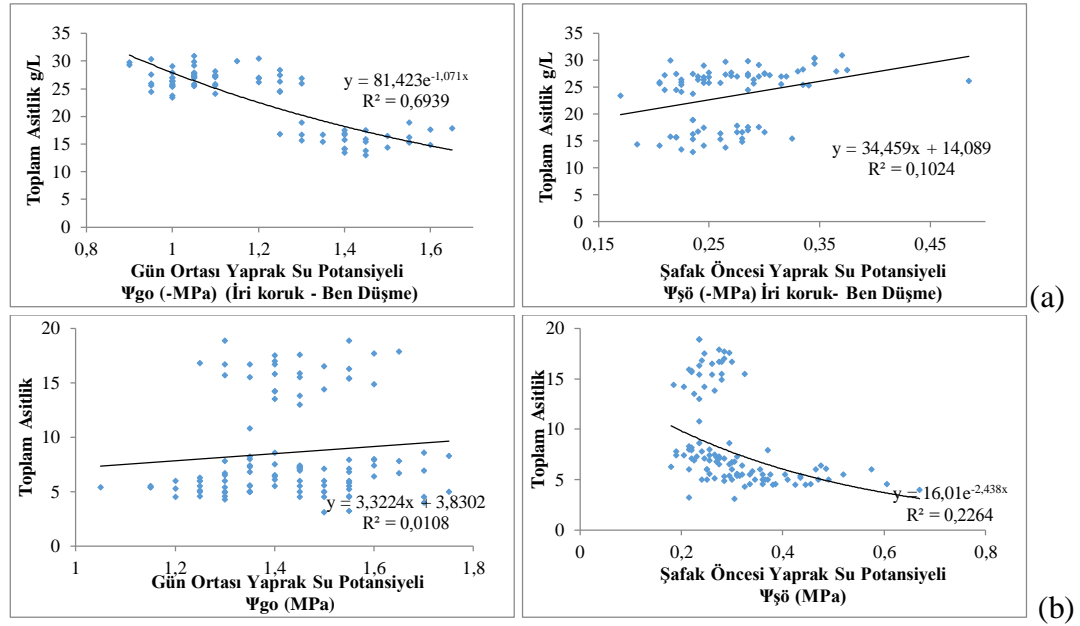 Toplam Asitlik g/L
35
30
25
20
15
10
5
0
y = 81,423e-1,071x
R² = 0,6939
0,8 1 1,2 1,4 1,6
Gün Ortası Yaprak Su Potansiyeli
Ψgo (-MPa) (İri koruk - Ben Düşme)
Toplam Asitlik g/L
35
30
25
20
15
10
5
0
y = 34,459x + 14,089
R² = 0,1024
0,15 0,25 0,35 0,45
Şafak Öncesi Yaprak Su Potansiyeli
Ψşö (-MPa) İri koruk- Ben Düşme)
(a)
Toplam Asitlik
20
15
10
5
0
y = 3,3224x + 3,8302
R² = 0,0108
1 1,2 1,4 1,6 1,8
Gün Ortası Yaprak Su Potansiyeli
Ψgo (MPa)
Toplam Asitlik
20
15
10
5
0
y = 16,01e-2,438x
R² = 0,2264
0 0,2 0,4 0,6 0,8
Şafak Öncesi Yaprak Su Potansiyeli
Ψşö (MPa)
(b)